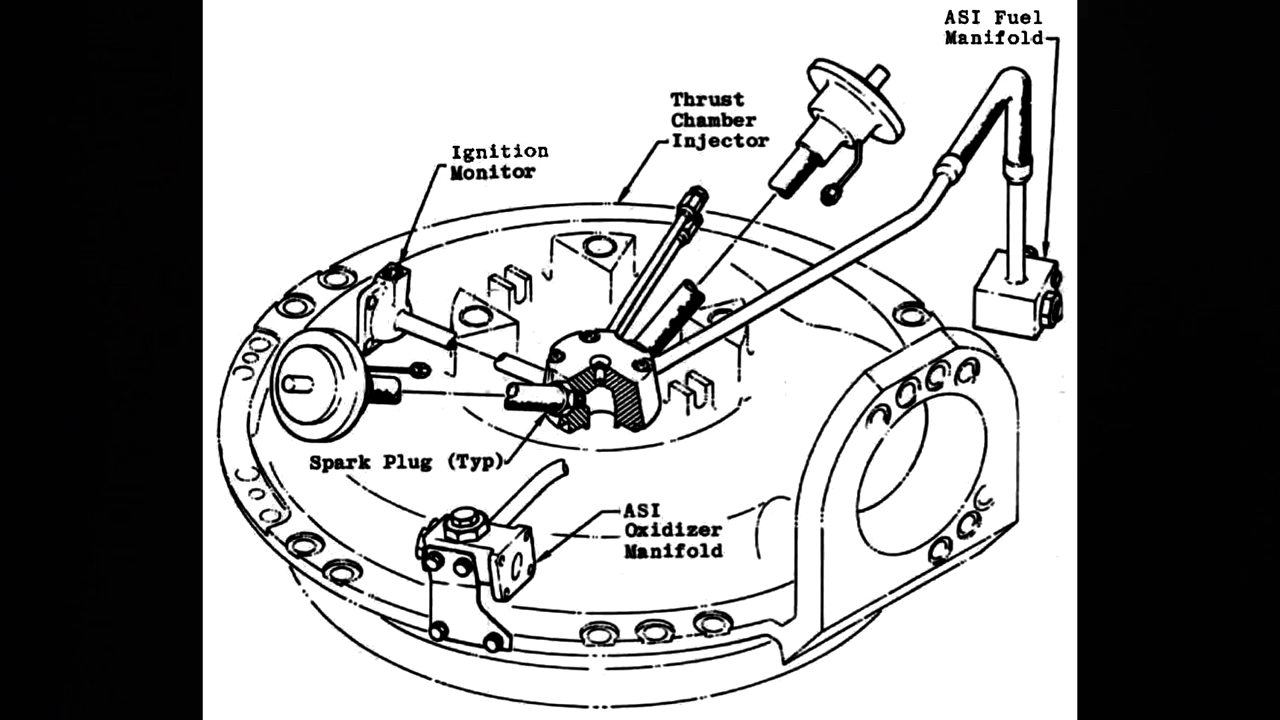 ASI Fuel
Manifold
Thrust
Chamber
Injector
Ignition
Monitor
Spark Plug (Typ)
ASI
Oxidizer
Manifold